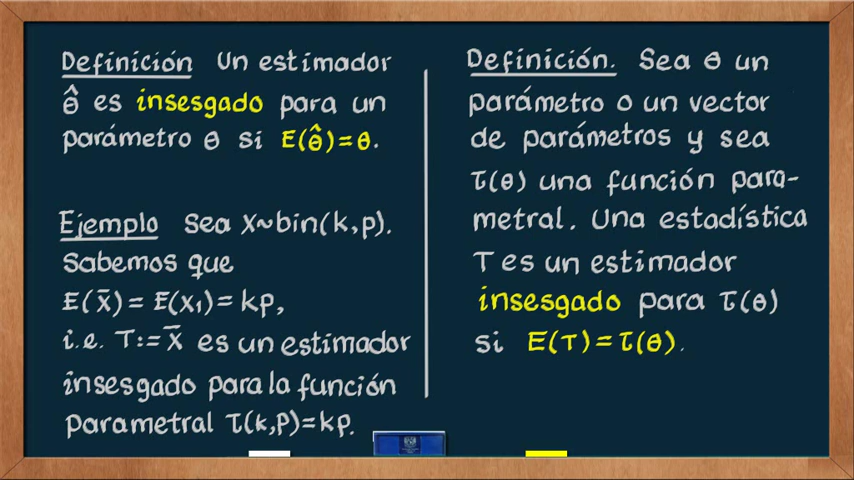 Definición Un estimador
θ̂ es insesgado para un
parámetro θ si E(θ̂)=θ.
Ejemplo Sea X~bin(k,p).
Sabemos que
E(x̄)= E(x₁)= kp,
i.e. T:= x̄ es un estimador
insesgado para la función
parametral τ(k,p)=kp.
Definición. Sea θ un
parámetro o un vector
de parámetros y sea
τ(θ) una función para-
metral. Una estadística
T es un estimador
insesgado para τ(θ)
si E(T)=τ(θ).